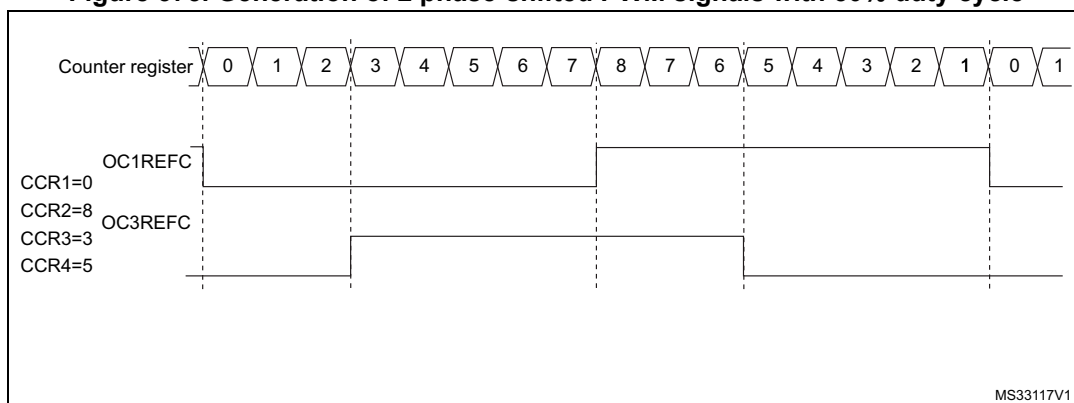 Figure Generation of 2 phase-shifted PWM signals with 50% duty cycle
Counter register 0 1 2 3 4 5 6 7 8 7 6 5 4 3 2 1 0 1
OC1REFC
CCR1=0
CCR2=8
OC3REFC
CCR3=3
CCR4=5
MS33117V1